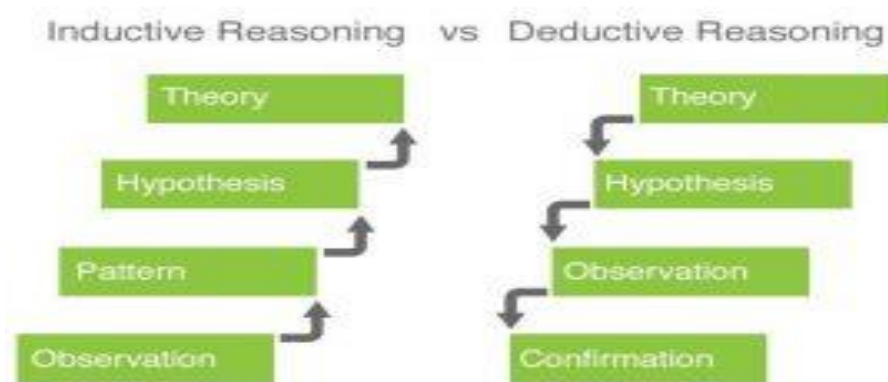 Inductive Reasoning vs Deductive Reasoning
Theory
Hypothesis
Pattern
Observation
Theory
Hypothesis
Observation
Confirmation